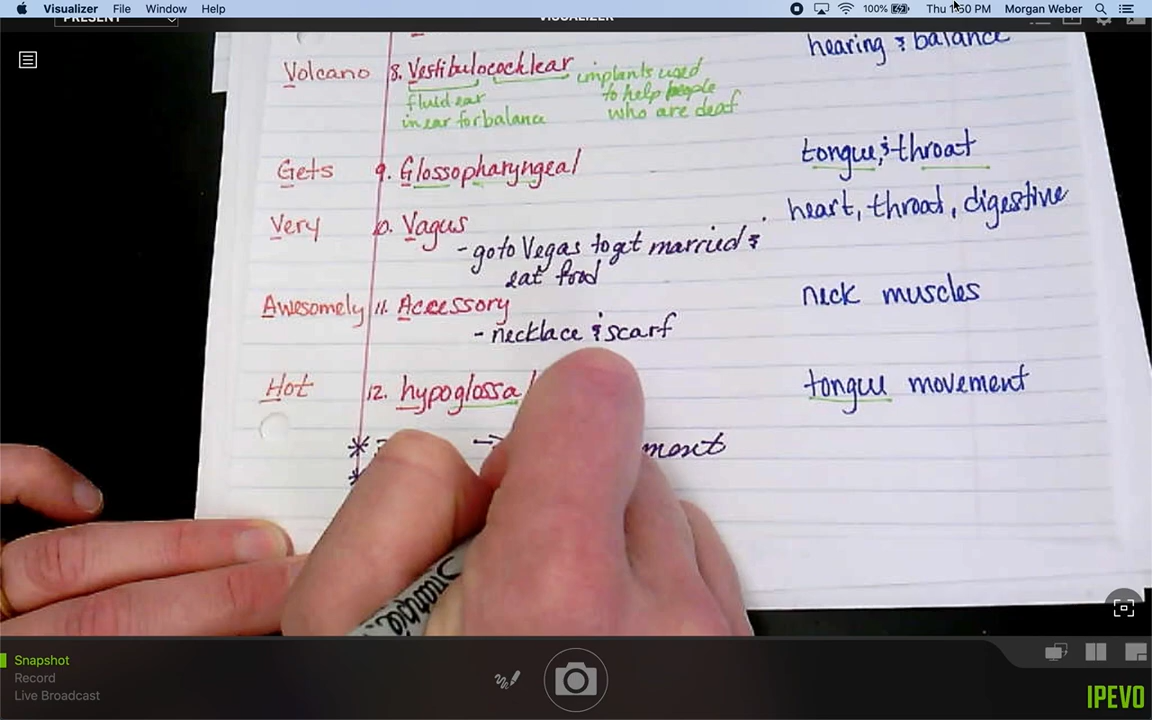 Visualizer File Window Help 100% Thu 1:50 PM Morgan Weber
PRESENT VISUALIZER
hearing & balance
Volcano 8. Vestibulocochlear
implants used
to help people
who are deaf
fluid ear
in ear for balance
Gets 9. Glossopharyngeal tongue, & throat
Very 10. Vagus heart, throat, digestive
- go to Vegas to get married &
eat food
Awesomely 11. Accessory neck muscles
- necklace & scarf
Hot 12. hypoglossal tongue movement
* →
*
Sharpie
Snapshot
Record
Live Broadcast
IPEVO